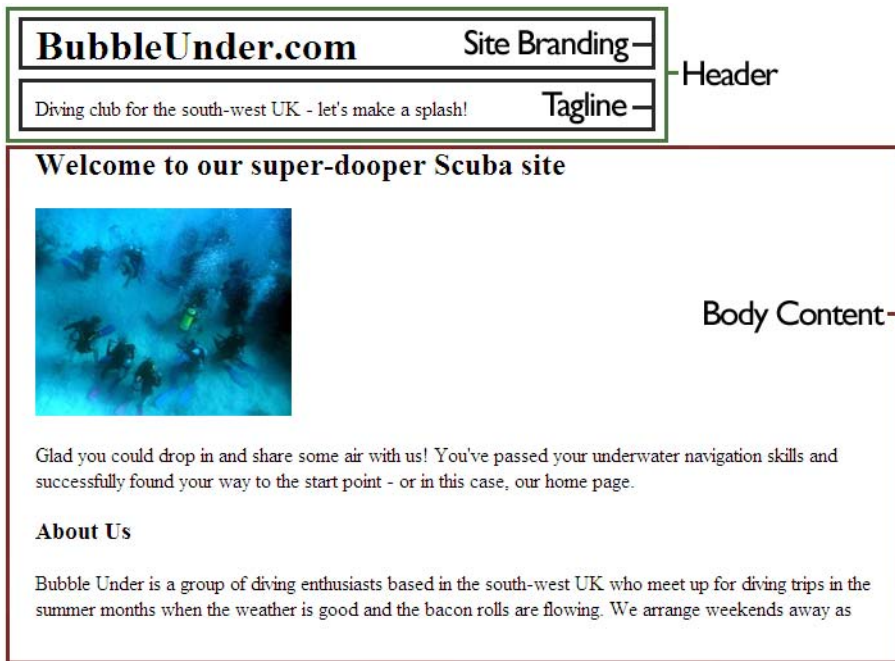 BubbleUnder.com
Site Branding
Header
Diving club for the south-west UK - let's make a splash!
Tagline
Welcome to our super-dooper Scuba site
Body Content
Glad you could drop in and share some air with us! You've passed your underwater navigation skills and
successfully found your way to the start point - or in this case, our home page.
About Us
Bubble Under is a group of diving enthusiasts based in the south-west UK who meet up for diving trips in the
summer months when the weather is good and the bacon rolls are flowing. We arrange weekends away as